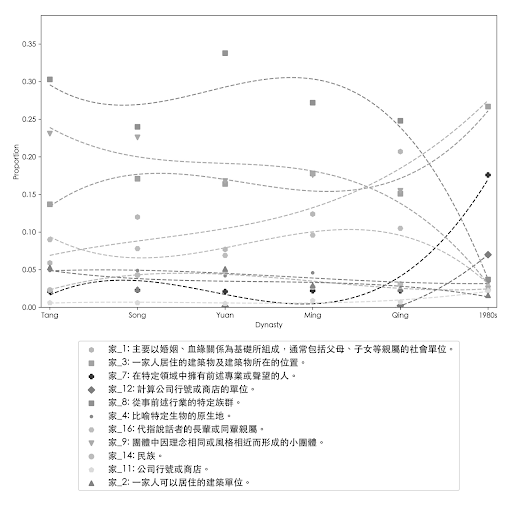 0.35
0.30
0.25
0.20
0.15
0.10
0.05
0.00
Proportion
Tang Song Yuan Ming Qing 1980s
Dynasty
家_1: 主要以婚姻、血緣關係為基礎所組成，通常包括父母、子女等親屬的社會單位。
家_3: 一家人居住的建築物及建築物所在的位置。
家_7: 在特定領域中擁有前述專業或聲望的人。
家_12: 計算公司行號或商店的單位。
家_8: 從事前述行業的特定族群。
家_4: 比喻特定生物的原生地。
家_16: 代指說話者的長輩或同輩親屬。
家_9: 團體中因理念相同或風格相近而形成的小團體。
家_14: 民族。
家_11: 公司行號或商店。
家_2: 一家人可以居住的建築單位。